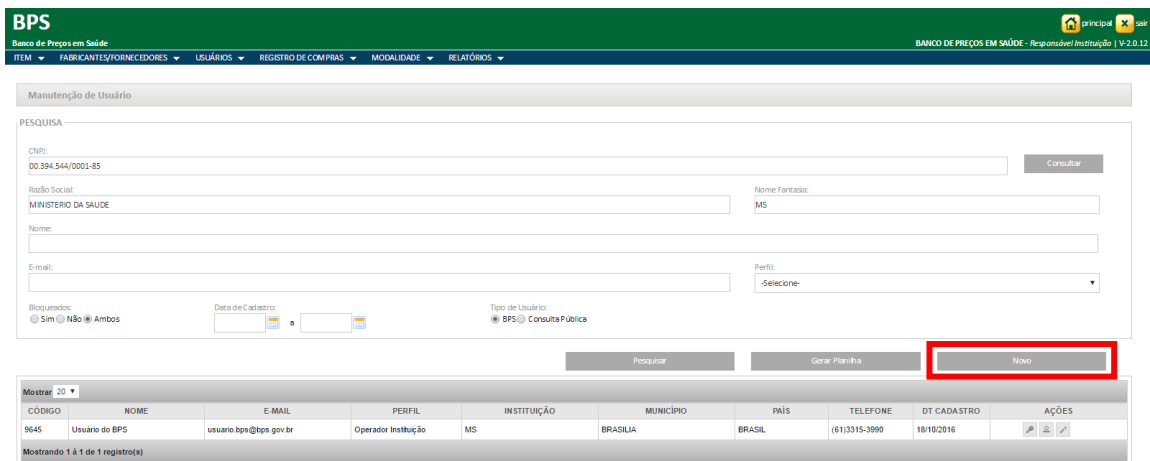 BPS
principal sair
Banco de Preços em Saúde
BANCO DE PREÇOS EM SAÚDE - Responsável Instituição | V-2.0.12
ITEM FABRICANTES/FORNECEDORES USUÁRIOS REGISTRO DE COMPRAS MODALIDADE RELATÓRIOS
Manutenção de Usuário
PESQUISA
CNPJ:
00.394.544/0001-85 Consultar
Razão Social: Nome Fantasia:
MINISTERIO DA SAUDE MS
Nome:
E-mail: Perfil:
-Selecione-
Bloqueados: Data de Cadastro: Tipo de Usuário:
Sim Não Ambos a BPS Consulta Pública
Pesquisar Gerar Planilha Novo
Mostrar 20
CÓDIGO NOME E-MAIL PERFIL INSTITUIÇÃO MUNICÍPIO PAÍS TELEFONE DT CADASTRO AÇÕES
9645 Usuário do BPS usuario.bps@bps.gov.br Operador Instituição MS BRASILIA BRASIL (61)3315-3990 18/10/2016
Mostrando 1 à 1 de 1 registro(s)